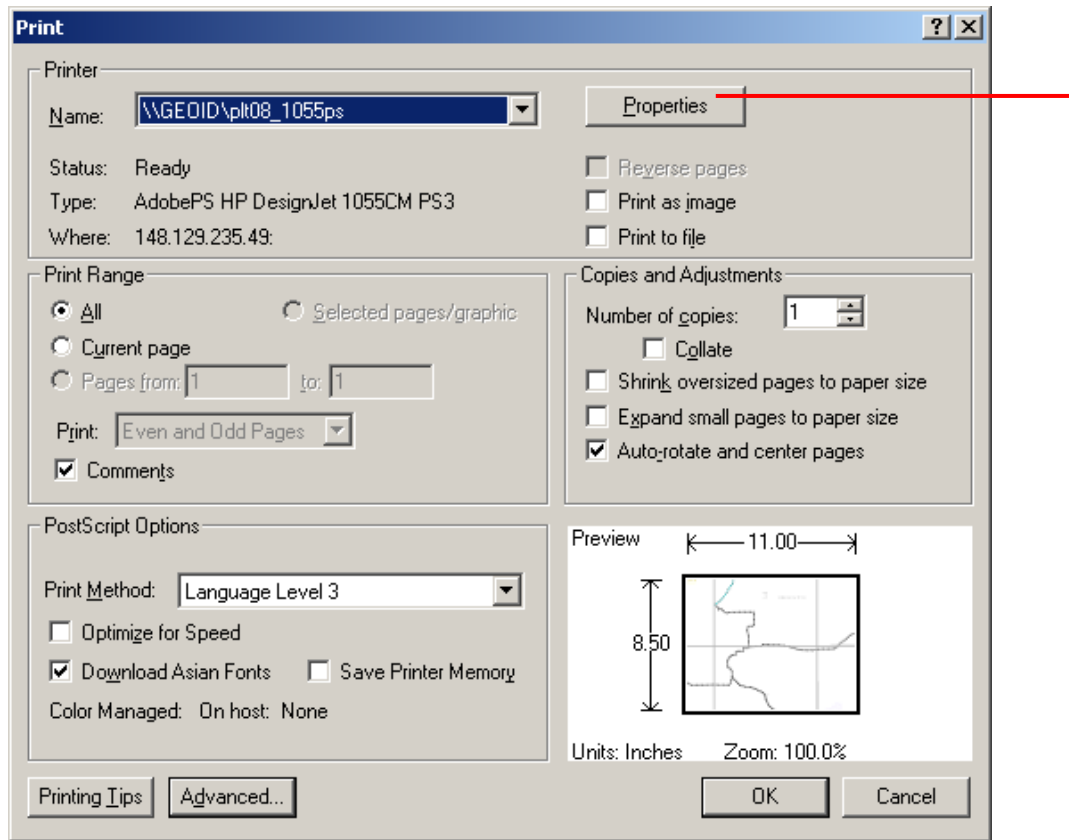 Print
Printer
Name: \\GEOID\plt08_1055ps
Properties
Status: Ready
Type: AdobePS HP DesignJet 1055CM PS3
Where: 148.129.235.49:
Reverse pages
Print as image
Print to file
Print Range
All
Selected pages/graphic
Current page
Pages from: 1 to: 1
Print: Even and Odd Pages
Comments
Copies and Adjustments
Number of copies: 1
Collate
Shrink oversized pages to paper size
Expand small pages to paper size
Auto-rotate and center pages
PostScript Options
Print Method: Language Level 3
Optimize for Speed
Download Asian Fonts
Save Printer Memory
Color Managed: On host: None
Preview
11.00
8.50
Units: Inches Zoom: 100.0%
Printing Tips
Advanced...
OK
Cancel